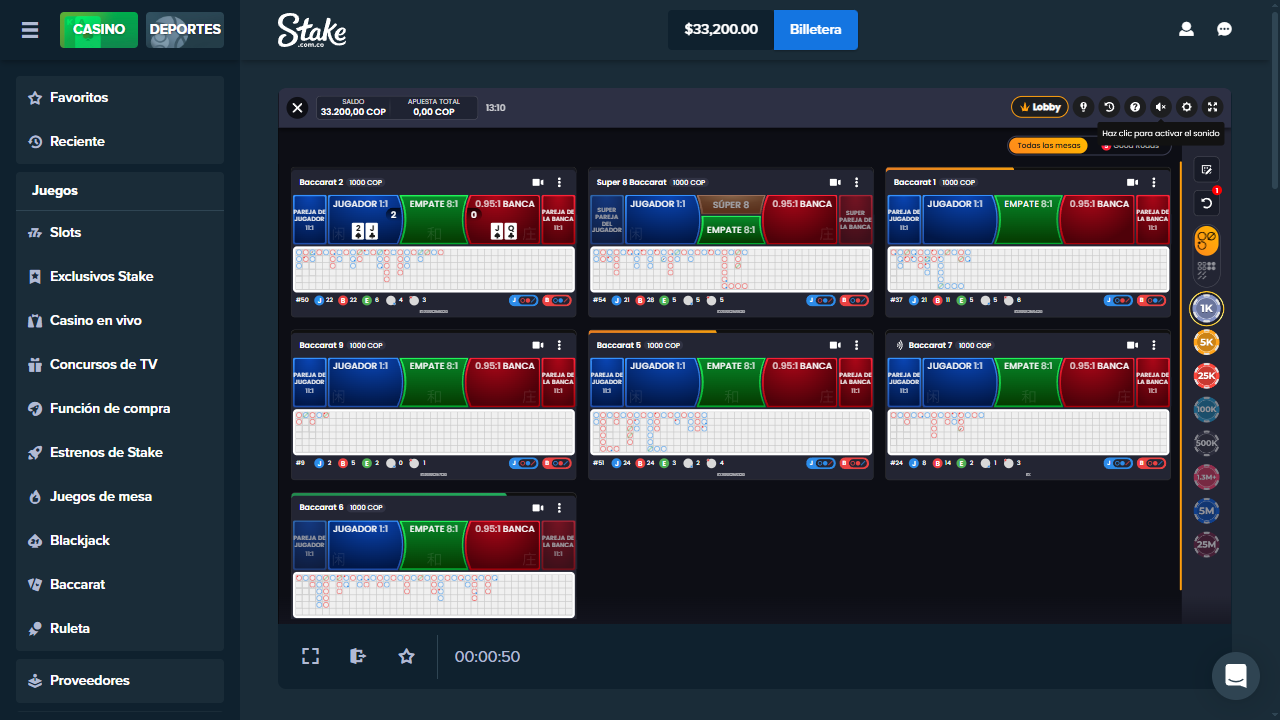 CASINO
DEPORTES
Stake
.com.co
$33,200.00
Billetera
Favoritos
Reciente
Juegos
Slots
Exclusivos Stake
Casino en vivo
Concursos de TV
Función de compra
Estrenos de Stake
Juegos de mesa
Blackjack
Baccarat
Ruleta
Proveedores
SALDO
33.200,00 COP
APUESTA TOTAL
0,00 COP
13:10
Lobby
Haz clic para activar el sonido
Todas las mesas
Baccarat 2 1000 COP
PAREJA DE JUGADOR 11:1
JUGADOR 1:1
2
2 J
EMPATE 8:1
0.95:1 BANCA
0
J Q
PAREJA DE LA BANCA 11:1
#50 J 22 B 22 E 6 4 3
J B
Super 8 Baccarat 1000 COP
SUPER PAREJA DEL JUGADOR
JUGADOR 1:1
SÚPER 8
EMPATE 8:1
0.95:1 BANCA
SUPER PAREJA DE LA BANCA
#54 J 21 B 28 E 5 5 5
J B
Baccarat 1 1000 COP
PAREJA DE JUGADOR 11:1
JUGADOR 1:1
EMPATE 8:1
0.95:1 BANCA
PAREJA DE LA BANCA 11:1
#37 J 21 B 11 E 5 5 6
J B
Baccarat 9 1000 COP
PAREJA DE JUGADOR 11:1
JUGADOR 1:1
EMPATE 8:1
0.95:1 BANCA
PAREJA DE LA BANCA 11:1
闲 和 庄
#9 J 2 B 5 E 2 0 1
J B
Baccarat 5 1000 COP
PAREJA DE JUGADOR 11:1
JUGADOR 1:1
EMPATE 8:1
0.95:1 BANCA
PAREJA DE LA BANCA 11:1
#51 J 24 B 24 E 3 2 4
J B
Baccarat 7 1000 COP
PAREJA DE JUGADOR 11:1
JUGADOR 1:1
EMPATE 8:1
0.95:1 BANCA
PAREJA DE LA BANCA 11:1
闲 和 庄
#24 J 8 B 14 E 2 1 3
J B
Baccarat 6 1000 COP
PAREJA DE JUGADOR 11:1
JUGADOR 1:1
EMPATE 8:1
0.95:1 BANCA
PAREJA DE LA BANCA 11:1
闲 和 庄
1
1K
5K
25K
100K
500K
1.3M+
5M
25M
00:00:50